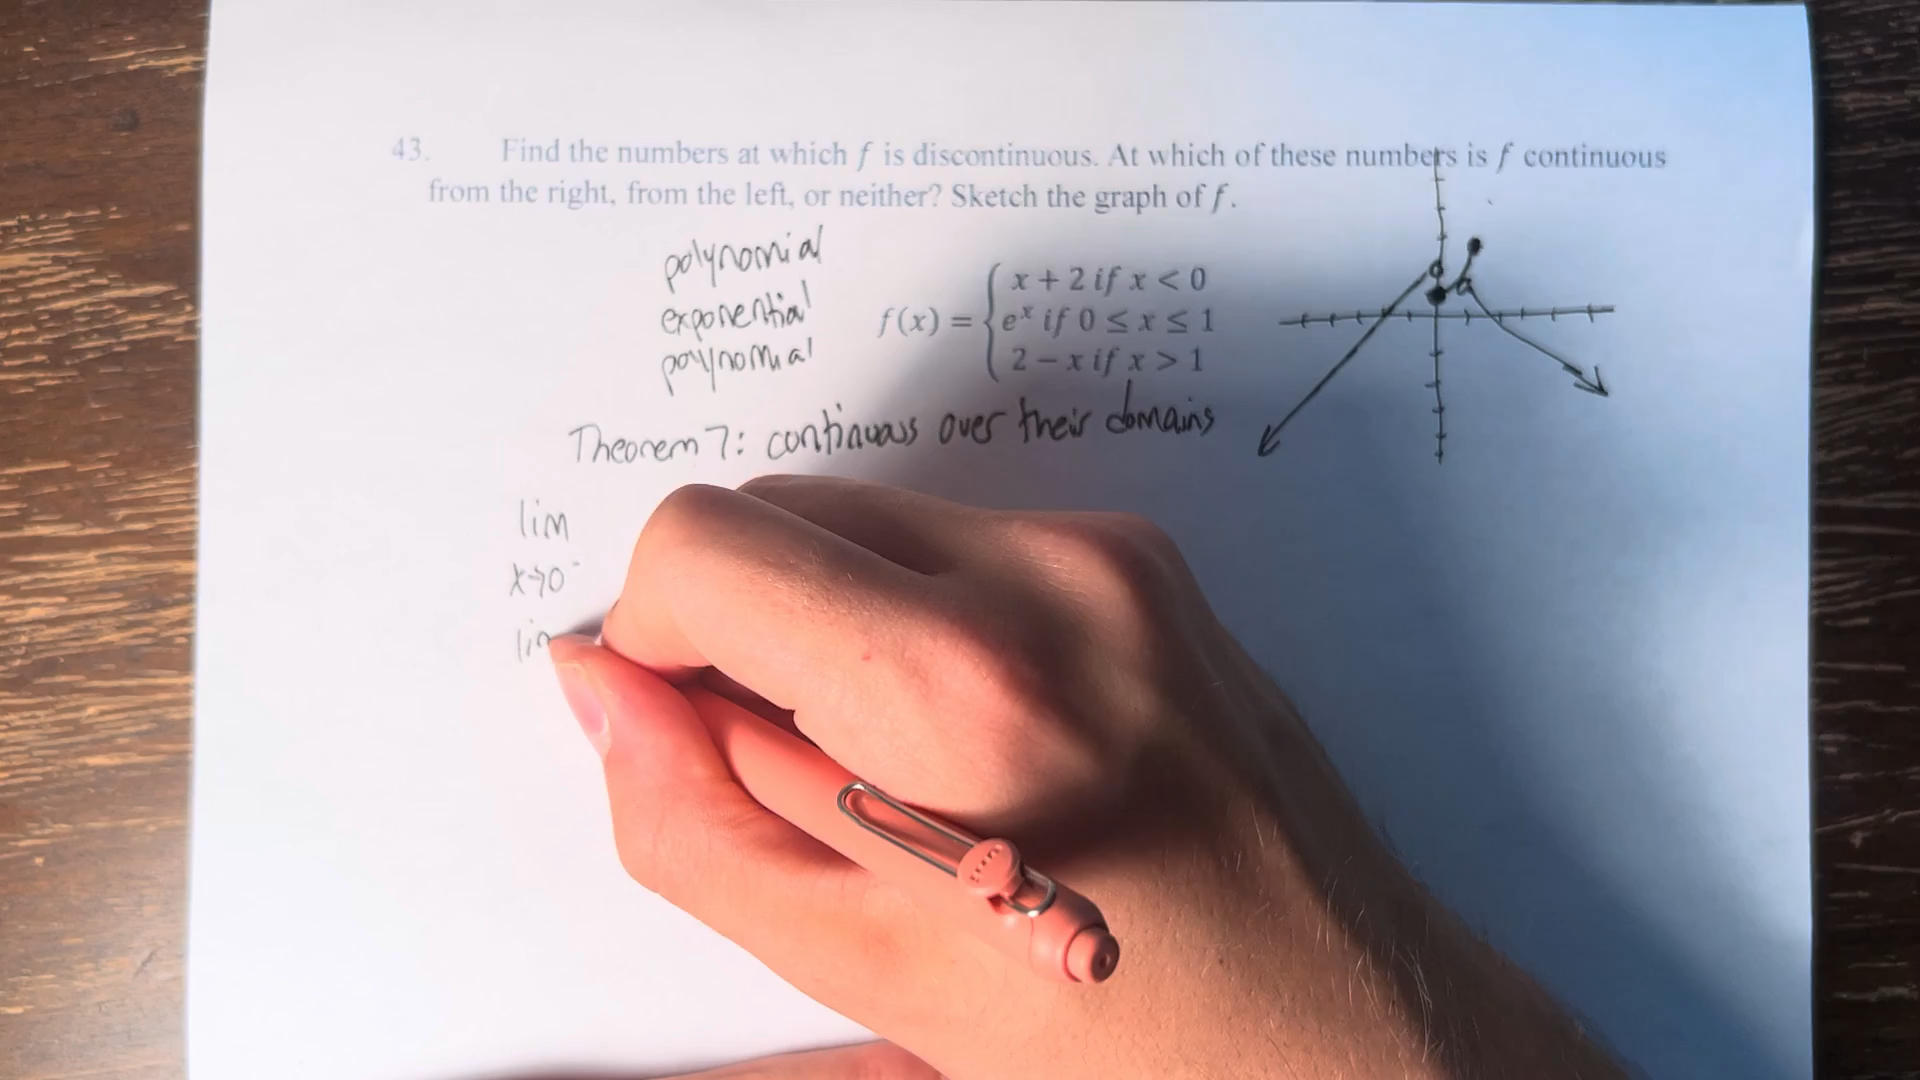 43. Find the numbers at which f is discontinuous. At which of these numbers is f continuous
from the right, from the left, or neither? Sketch the graph of f.
polynomial
exponential
polynomial
f(x) = { x + 2 if x < 0
e^x if 0 ≤ x ≤ 1
2 − x if x > 1
Theorem 7: continuous over their domains
lim
x→0⁻